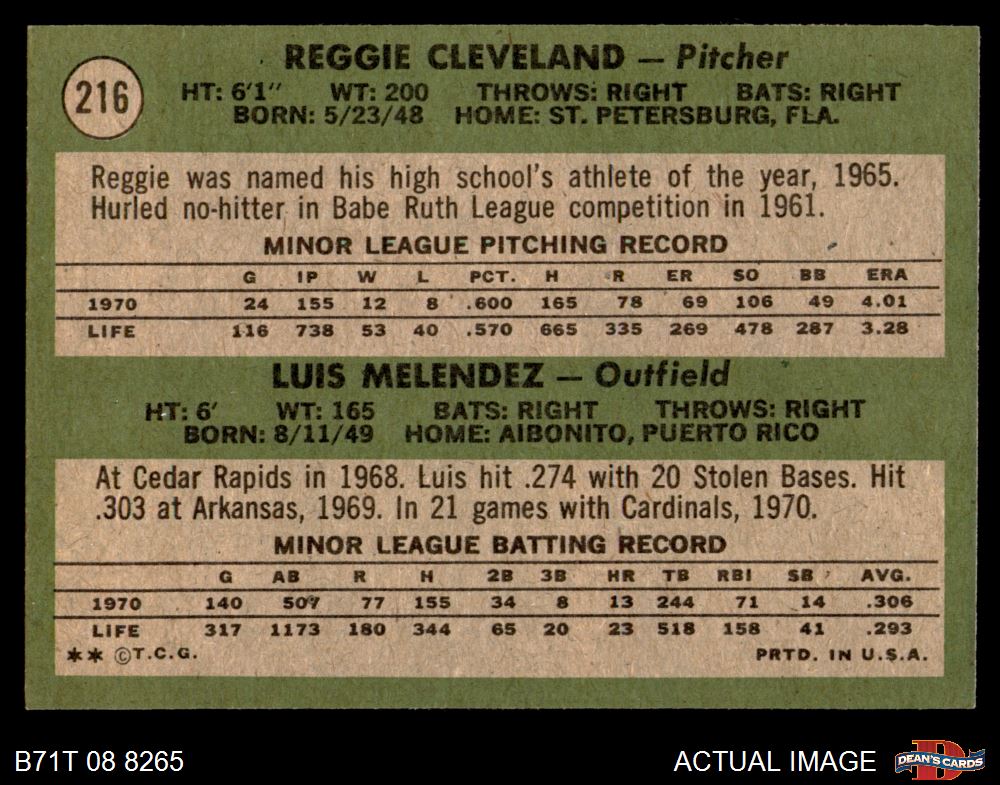 216
REGGIE CLEVELAND — Pitcher
HT: 6'1" WT: 200 THROWS: RIGHT BATS: RIGHT
BORN: 5/23/48 HOME: ST. PETERSBURG, FLA.
Reggie was named his high school's athlete of the year, 1965.
Hurled no-hitter in Babe Ruth League competition in 1961.
MINOR LEAGUE PITCHING RECORD
G IP W L PCT. H R ER SO BB ERA
1970 24 155 12 8 .600 165 78 69 106 49 4.01
LIFE 116 738 53 40 .570 665 335 269 478 287 3.28
LUIS MELENDEZ — Outfield
HT: 6' WT: 165 BATS: RIGHT THROWS: RIGHT
BORN: 8/11/49 HOME: AIBONITO, PUERTO RICO
At Cedar Rapids in 1968. Luis hit .274 with 20 Stolen Bases. Hit
.303 at Arkansas, 1969. In 21 games with Cardinals, 1970.
MINOR LEAGUE BATTING RECORD
G AB R H 2B 3B HR TB RBI SB AVG.
1970 140 507 77 155 34 8 13 244 71 14 .306
LIFE 317 1173 180 344 65 20 23 518 158 41 .293
** ©T.C.G. PRTD. IN U.S.A.
B71T 08 8265 ACTUAL IMAGE D DEAN'S CARDS